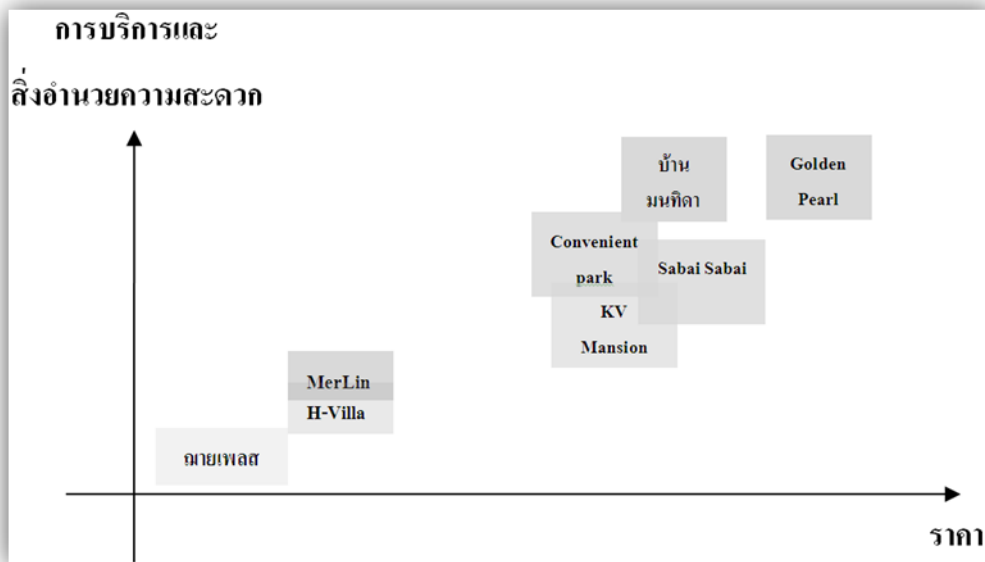 การบริการและ
สิ่งอำนวยความสะดวก
บ้าน
มนทิดา
Golden
Pearl
Convenient
park
Sabai Sabai
KV
Mansion
MerLin
H-Villa
ฌายเพลส
ราคา